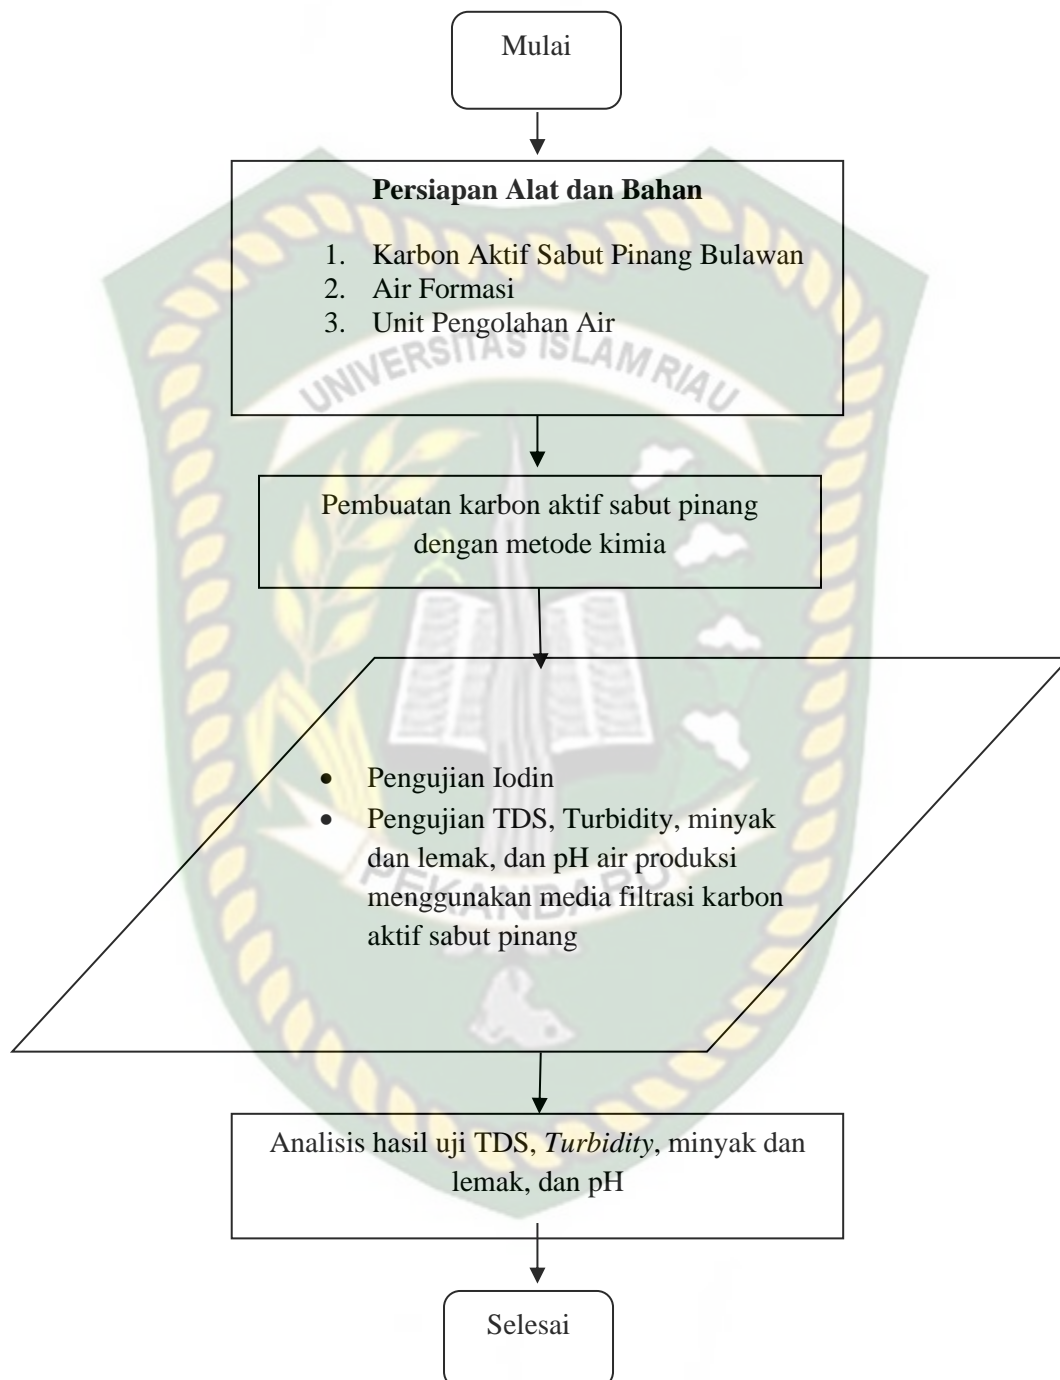 Mulai
Persiapan Alat dan Bahan
1. Karbon Aktif Sabut Pinang Bulawan
2. Air Formasi
3. Unit Pengolahan Air
UNIVERSITAS ISLAM RIAU
Pembuatan karbon aktif sabut pinang
dengan metode kimia
• Pengujian Iodin
• Pengujian TDS, Turbidity, minyak
dan lemak, dan pH air produksi
menggunakan media filtrasi karbon
aktif sabut pinang
PEKANBARU
Analisis hasil uji TDS, Turbidity, minyak dan
lemak, dan pH
Selesai